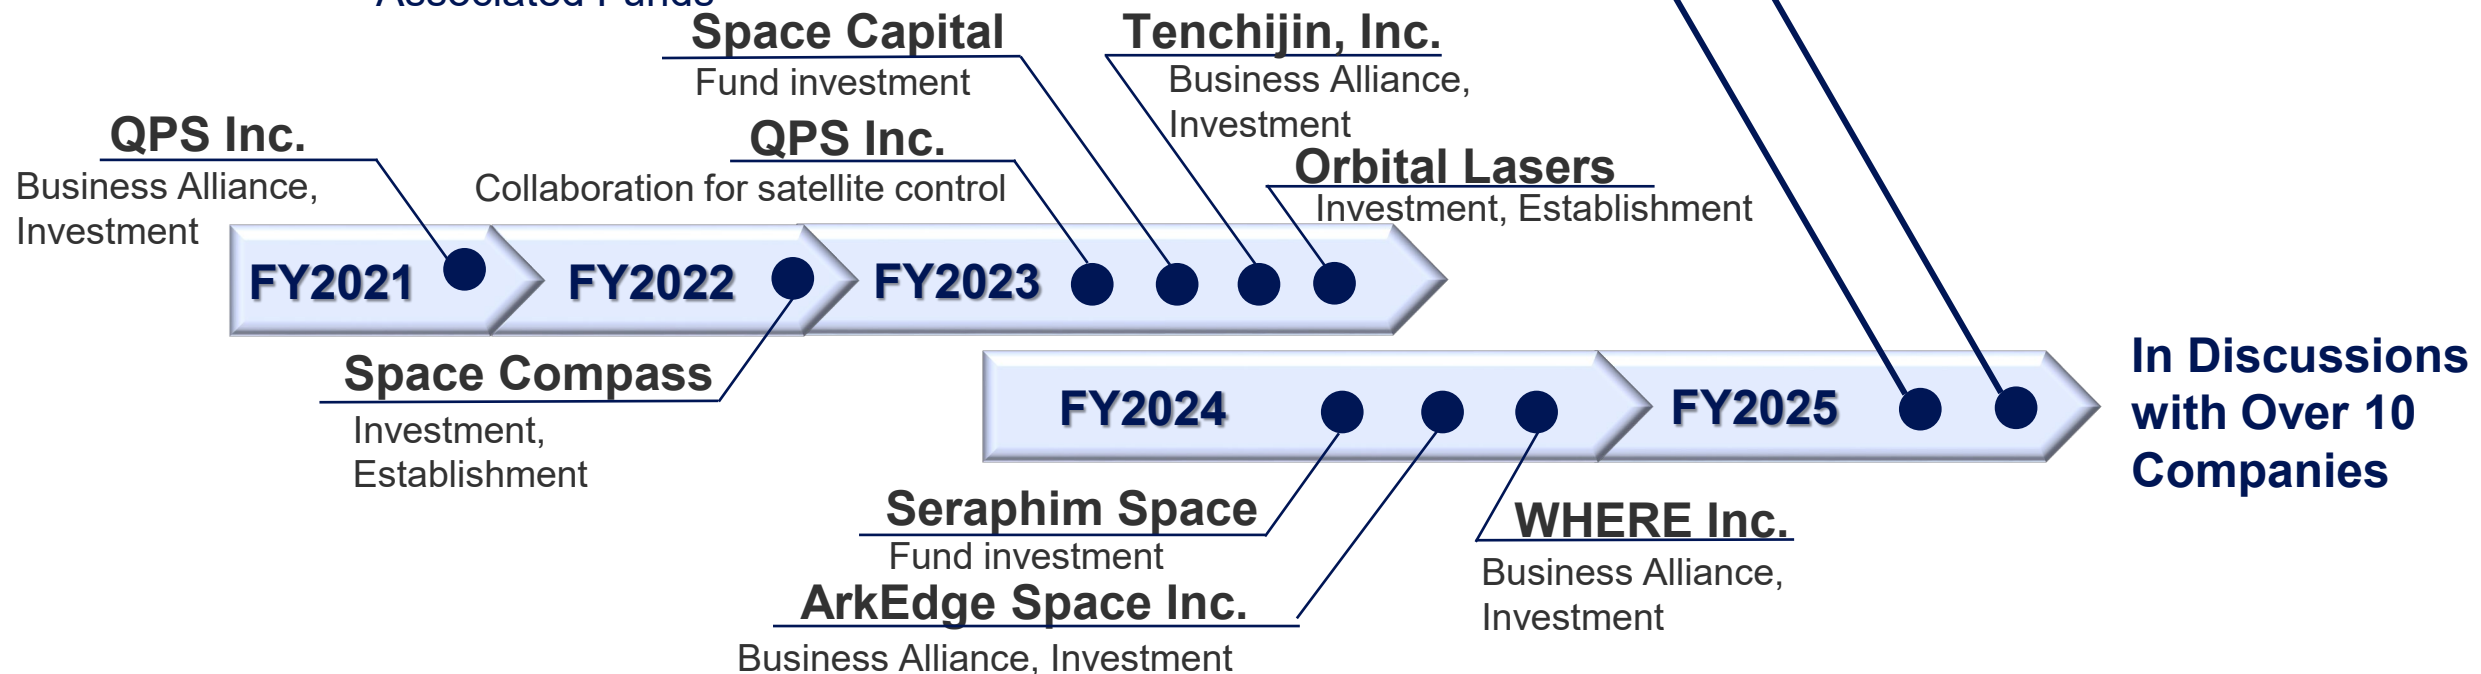 Associated Funds
Space Capital
Fund investment
Tenchijin, Inc.
Business Alliance,
Investment
QPS Inc.
Business Alliance,
Investment
QPS Inc.
Collaboration for satellite control
Orbital Lasers
Investment, Establishment
FY2021
FY2022
FY2023
Space Compass
Investment,
Establishment
FY2024
FY2025
In Discussions
with Over 10
Companies
Seraphim Space
Fund investment
ArkEdge Space Inc.
Business Alliance, Investment
WHERE Inc.
Business Alliance,
Investment